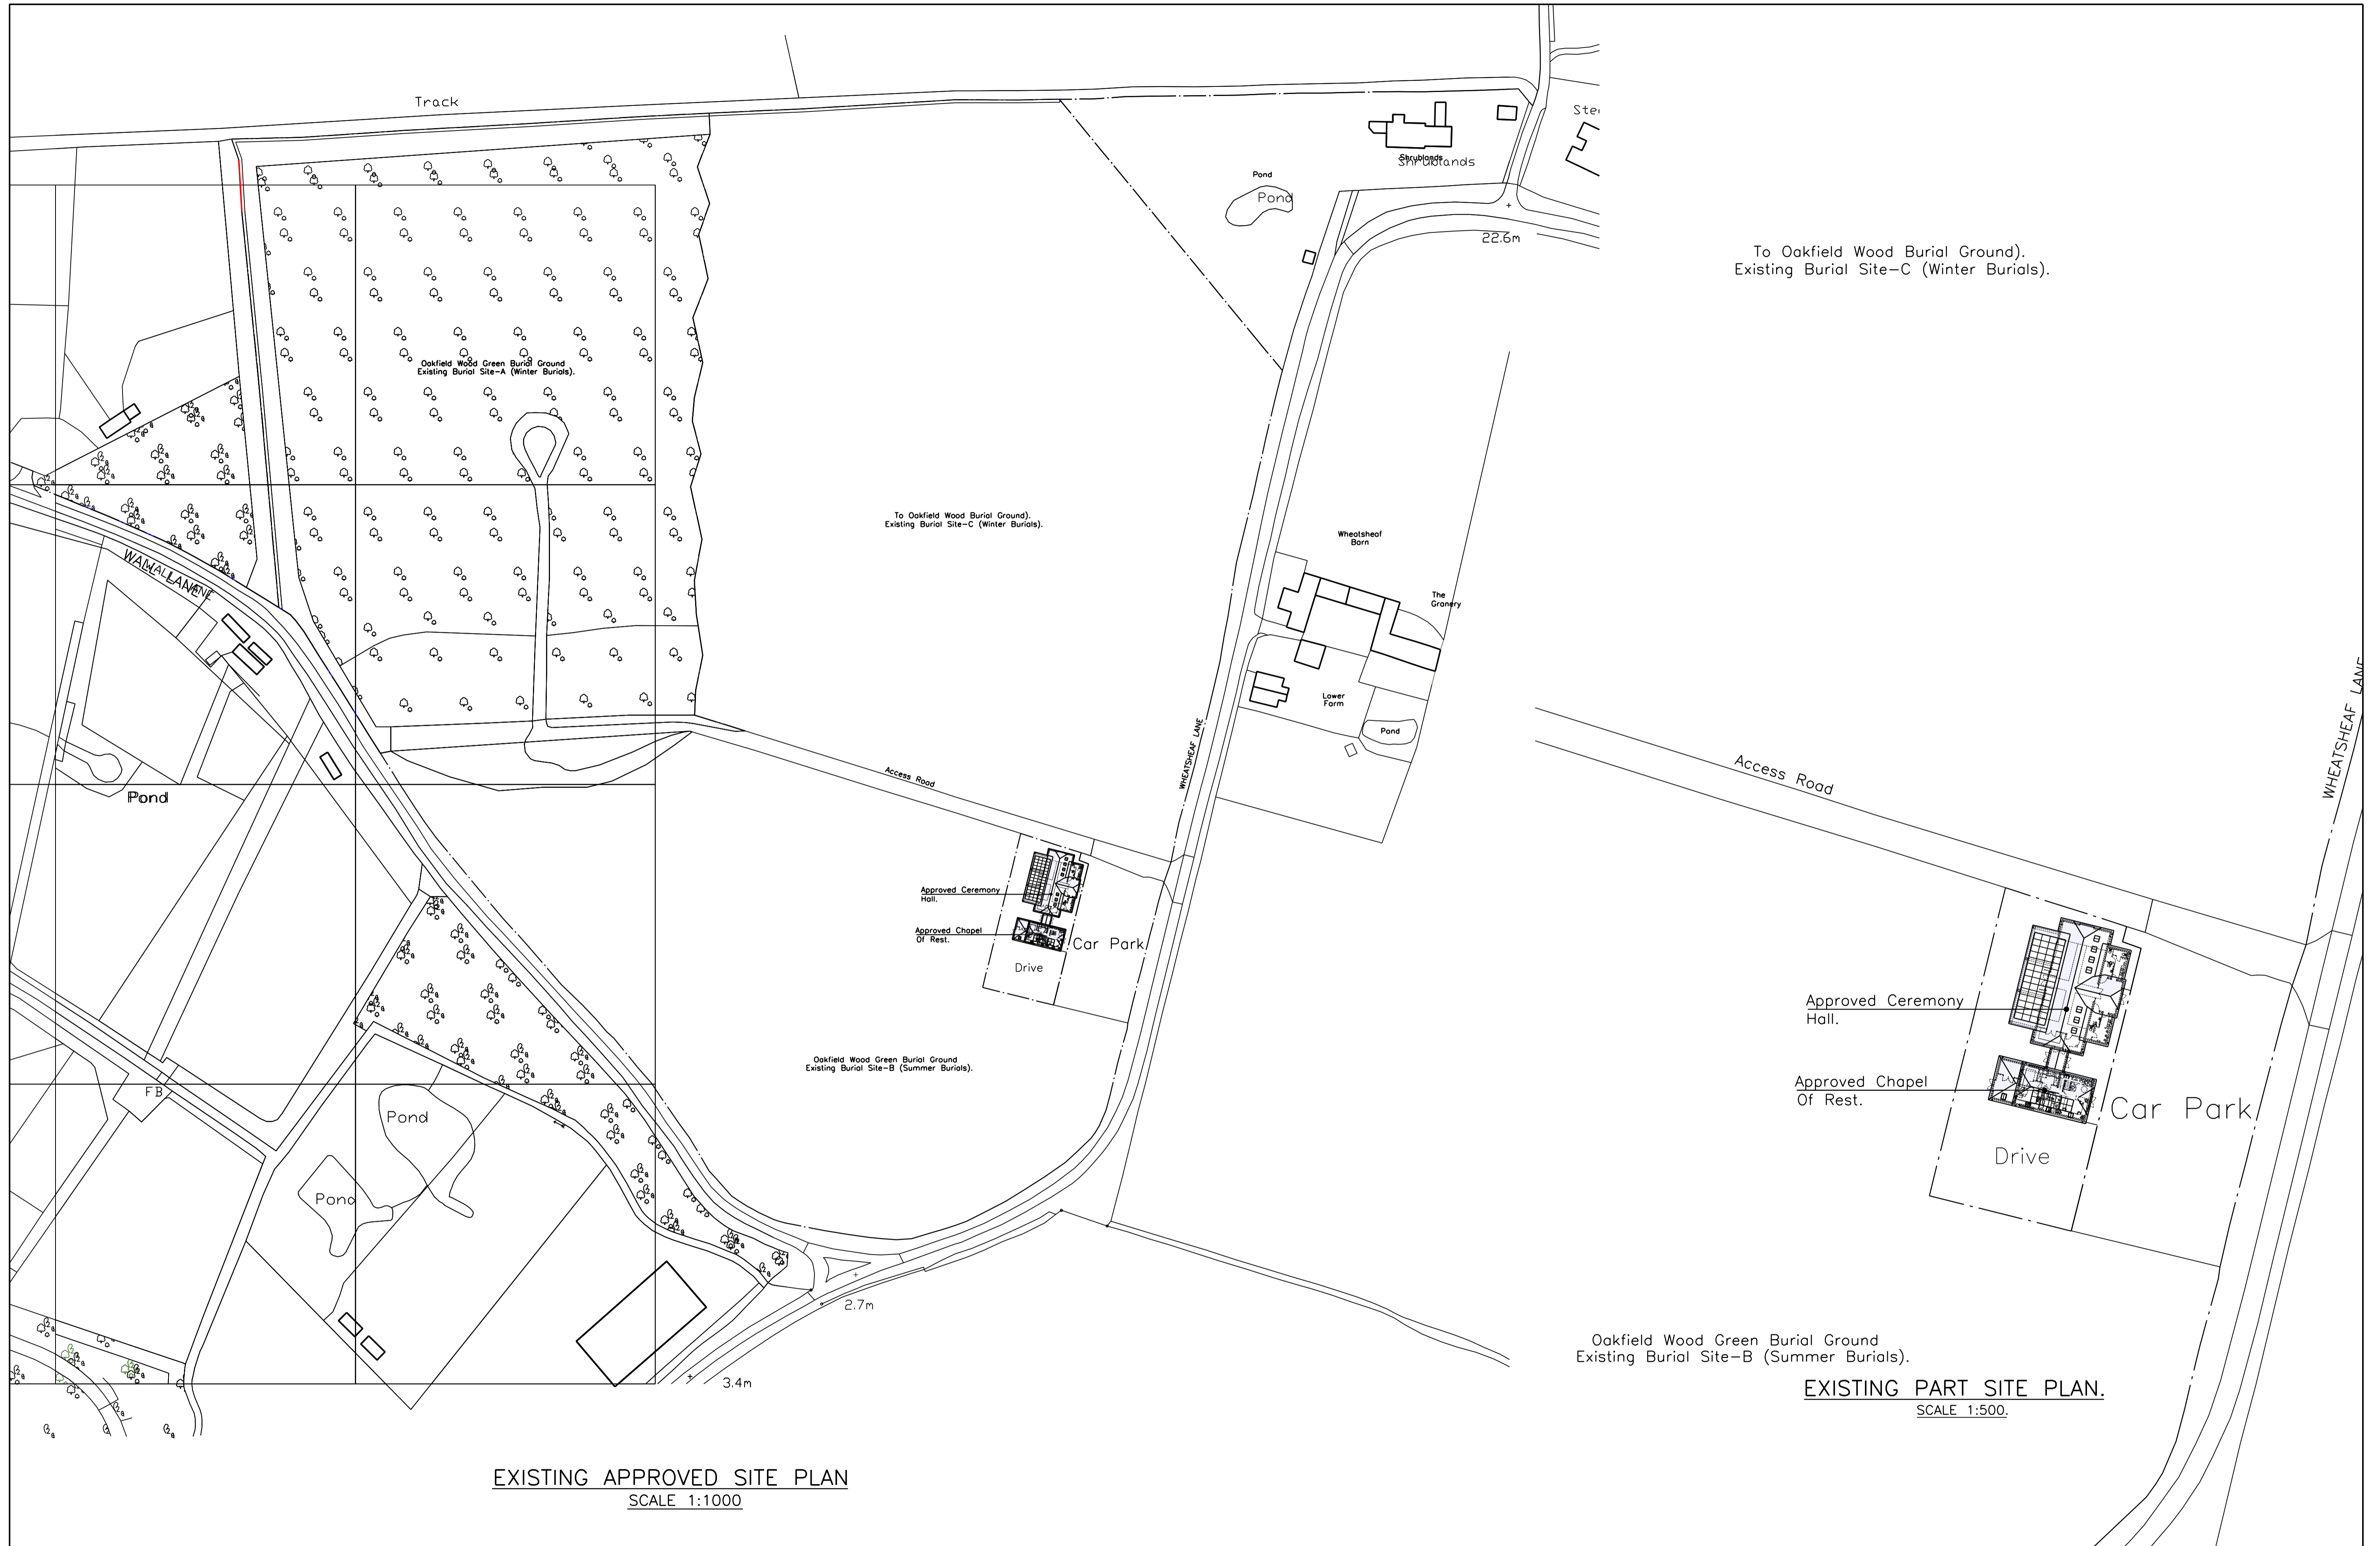 Track
Ste
Shrublands
Shrublands
Pond
Pond
22.6m
To Oakfield Wood Burial Ground).
Existing Burial Site-C (Winter Burials).
Oakfield Wood Green Burial Ground
Existing Burial Site-A (Winter Burials).
To Oakfield Wood Burial Ground).
Existing Burial Site-C (Winter Burials).
Wheatsheaf
Barn
The
Granery
Lower
Farm
Pond
WALL LANE
WALL LANE
WHEATSHEAF LANE
WHEATSHEAF LANE
Pond
Pond
Access Road
Access Road
Approved Ceremony
Hall.
Approved Chapel
Of Rest.
Car Park
Drive
Approved Ceremony
Hall.
Approved Chapel
Of Rest.
Car Park
Drive
Oakfield Wood Green Burial Ground
Existing Burial Site-B (Summer Burials).
FB
Pond
Pond
2.7m
3.4m
Oakfield Wood Green Burial Ground
Existing Burial Site-B (Summer Burials).
EXISTING PART SITE PLAN.
SCALE 1:500.
EXISTING APPROVED SITE PLAN
SCALE 1:1000